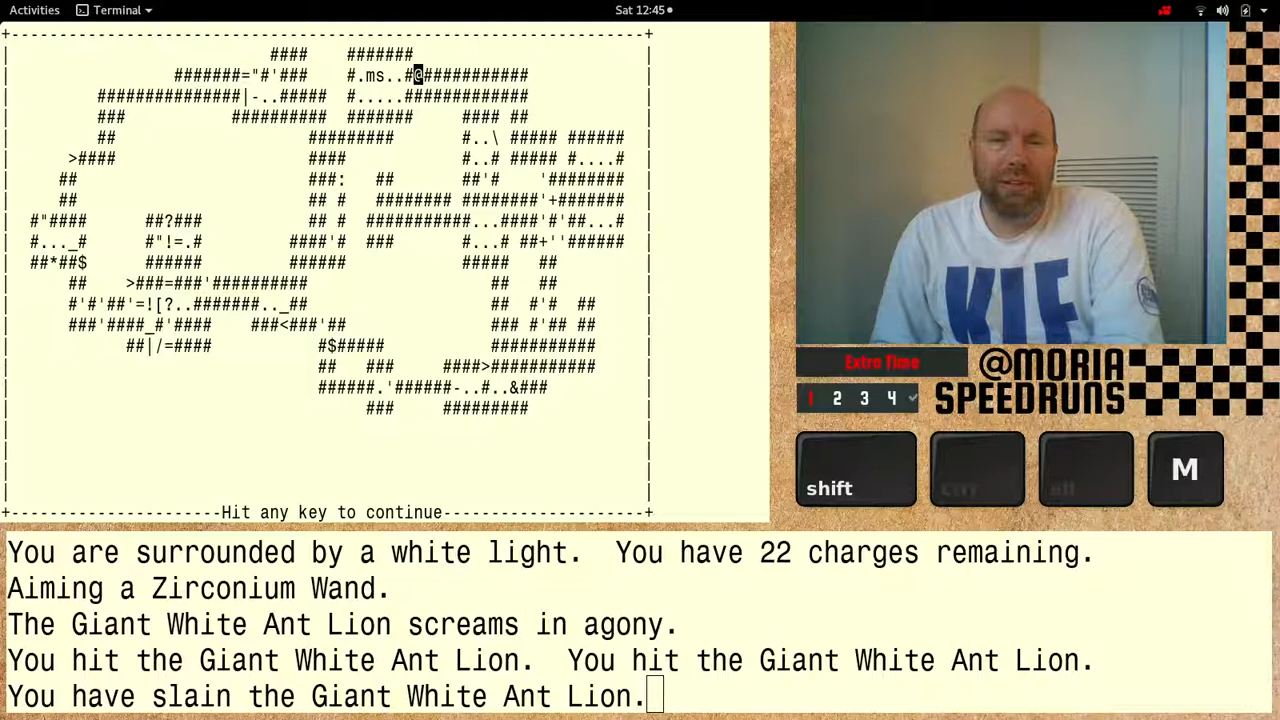 Activities Terminal Sat 12:45
+------------------------------------------------------------------+
#### #######
#######="#'### #.ms..#@###########
###############|-..##### #.....#############
### ########## ####### #### ##
## ######### #..\ ##### ######
>#### #### #..# ##### #....#
## ###: ## ##'# '########
## ## # ######## ########'+#######
#"#### ##?### ## # ###########...####'#'##...#
#..._# #"!=.# ####'# ### #...# ##+''######
##*##$ ###### ###### ##### ##
## >###=###'########## ## ##
#'#'##'=![?..#######.._## ## #'# ##
###'####_#'#### ###<###'## ### #'## ##
##|/=#### #$##### ###########
## ### ####>###########
######.'######-..#..&###
### #########
+----------------------Hit any key to continue---------------------+
Extro Time
1 2 3 4
@MORIA
SPEEDRUNS
KIF
shift M
You are surrounded by a white light. You have 22 charges remaining.
Aiming a Zirconium Wand.
The Giant White Ant Lion screams in agony.
You hit the Giant White Ant Lion. You hit the Giant White Ant Lion.
You have slain the Giant White Ant Lion.